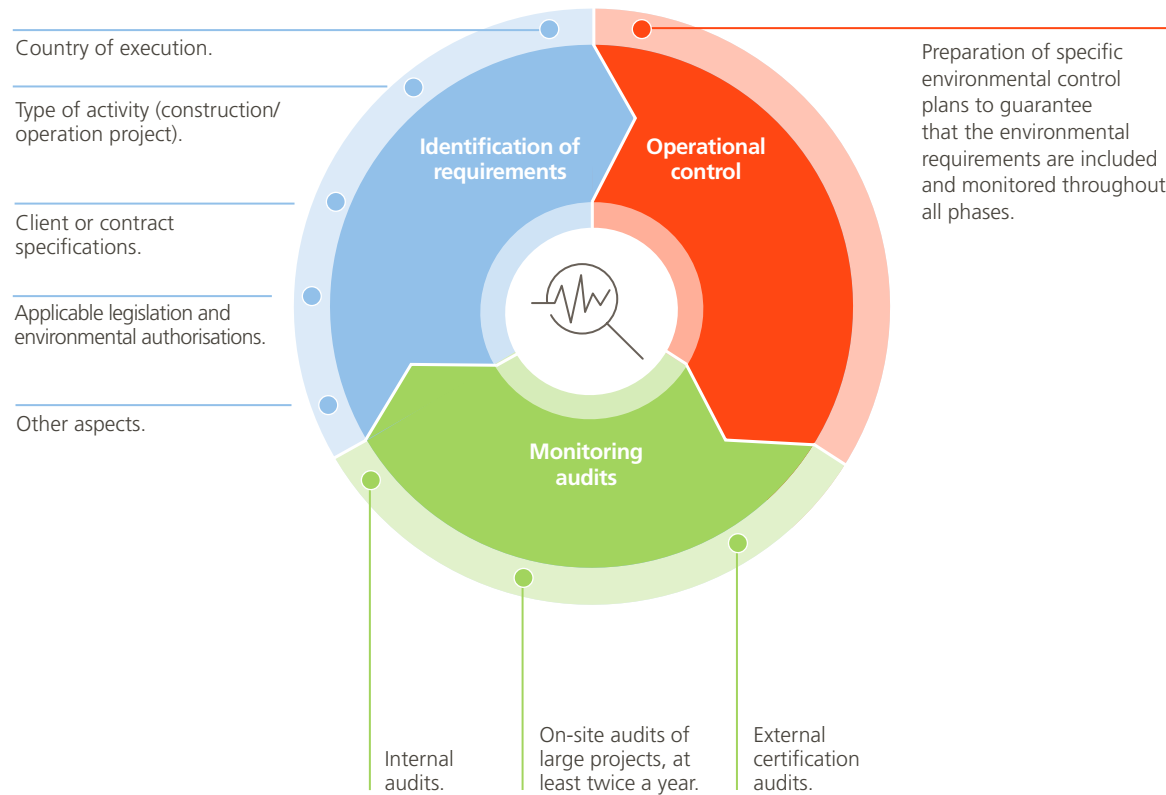 Country of execution.
Type of activity (construction/
operation project).
Client or contract
specifications.
Applicable legislation and
environmental authorisations.
Other aspects.
Identification of
requirements
Operational
control
Preparation of specific
environmental control
plans to guarantee
that the environmental
requirements are included
and monitored throughout
all phases.
Monitoring
audits
Internal
audits.
On-site audits of
large projects, at
least twice a year.
External
certification
audits.